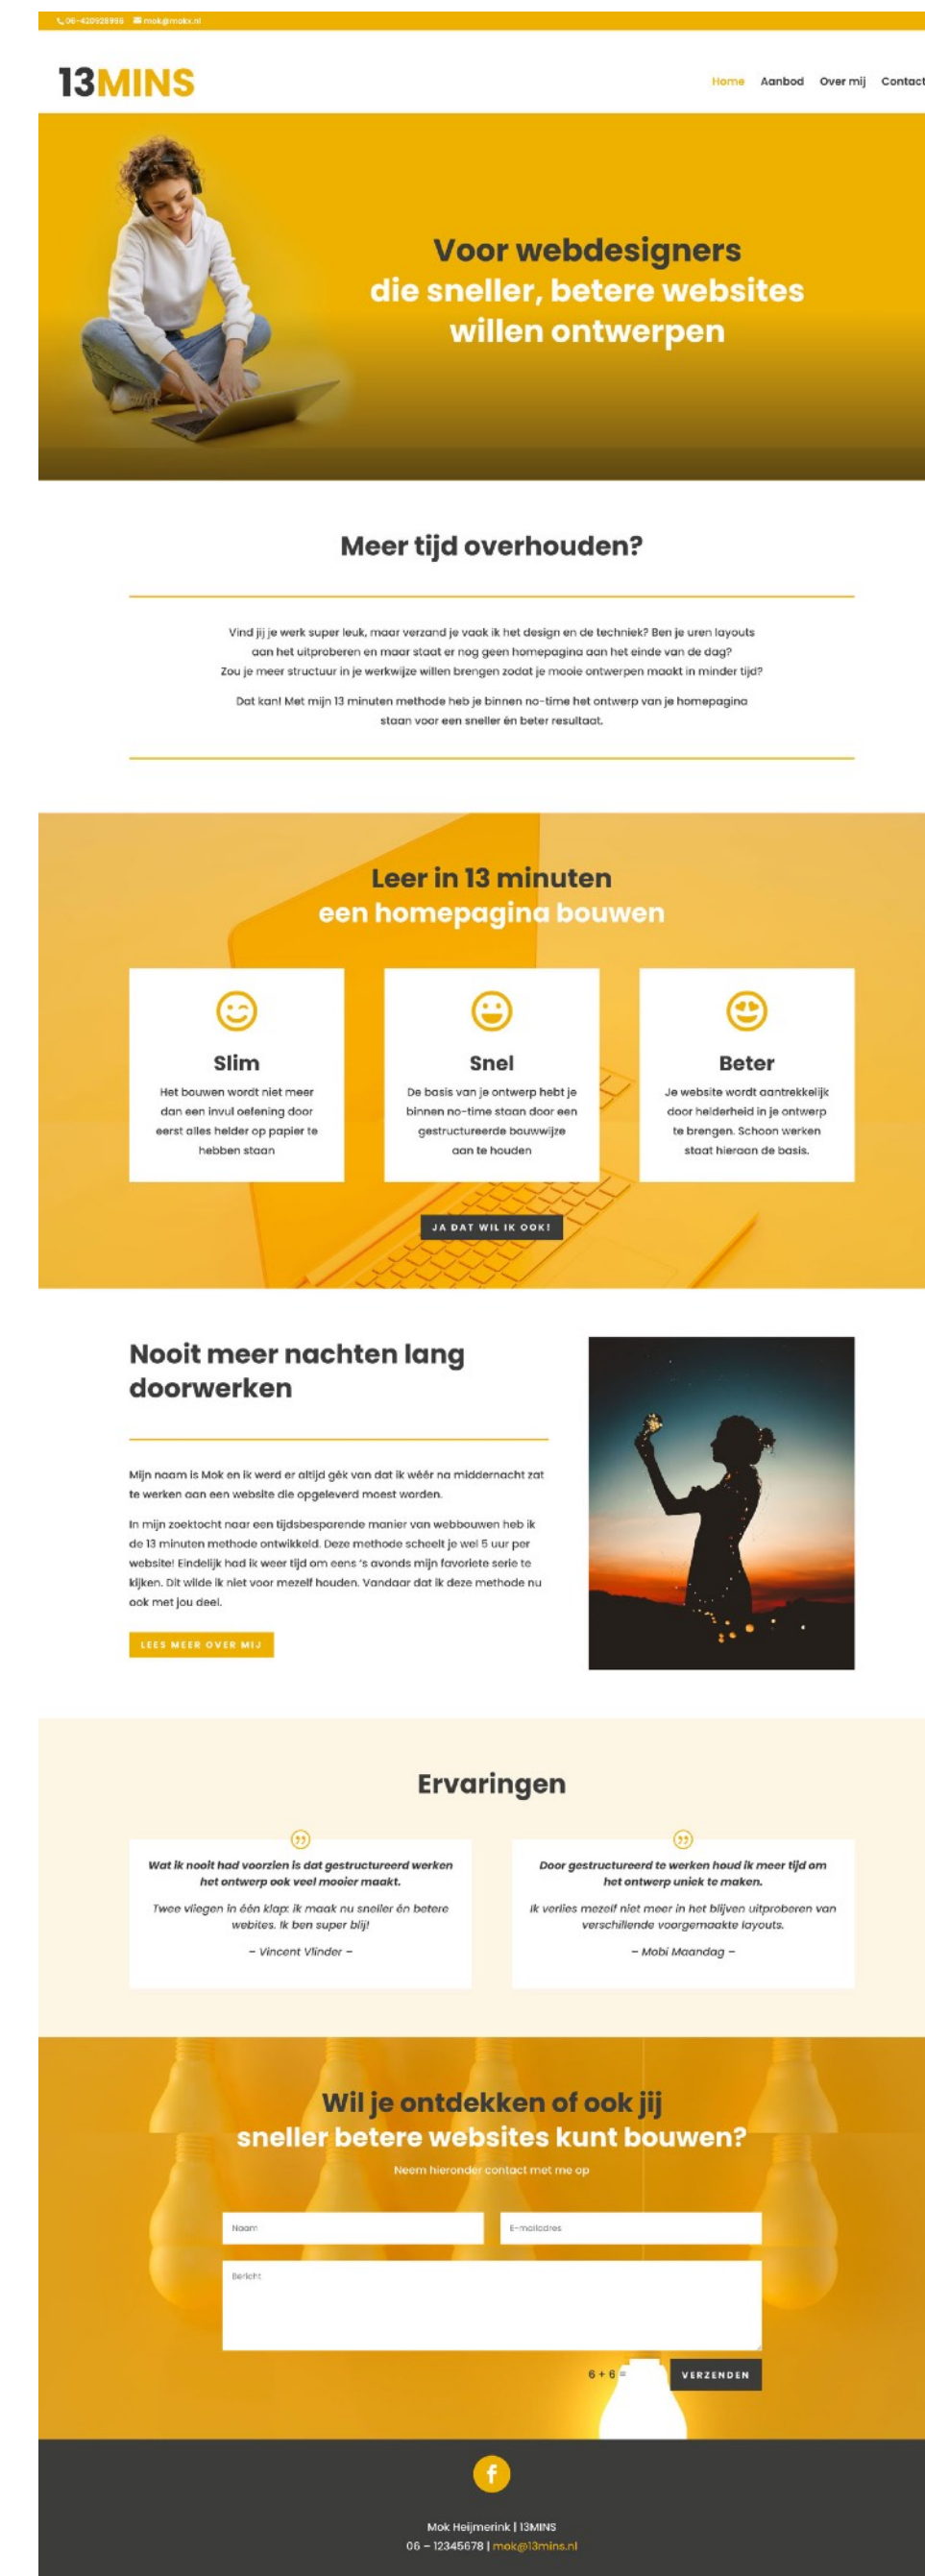 06-420928996 mok@mokx.nl
13MINS
Home Aanbod Over mij Contact
Voor webdesigners
die sneller, betere websites
willen ontwerpen
Meer tijd overhouden?
Vind jij je werk super leuk, maar verzand je vaak ik het design en de techniek? Ben je uren layouts
aan het uitproberen en maar staat er nog geen homepagina aan het einde van de dag?
Zou je meer structuur in je werkwijze willen brengen zodat je mooie ontwerpen maakt in minder tijd?
Dat kan! Met mijn 13 minuten methode heb je binnen no-time het ontwerp van je homepagina
staan voor een sneller én beter resultaat.
Leer in 13 minuten
een homepagina bouwen
Slim
Het bouwen wordt niet meer
dan een invul oefening door
eerst alles helder op papier te
hebben staan
Snel
De basis van je ontwerp hebt je
binnen no-time staan door een
gestructureerde bouwwijze
aan te houden
Beter
Je website wordt aantrekkelijk
door helderheid in je ontwerp
te brengen. Schoon werken
staat hieraan de basis.
JA DAT WIL IK OOK!
Nooit meer nachten lang
doorwerken
Mijn naam is Mok en ik werd er altijd gék van dat ik wéér na middernacht zat
te werken aan een website die opgeleverd moest worden.
In mijn zoektocht naar een tijdsbesparende manier van webbouwen heb ik
de 13 minuten methode ontwikkeld. Deze methode scheelt je wel 5 uur per
website! Eindelijk had ik weer tijd om eens 's avonds mijn favoriete serie te
kijken. Dit wilde ik niet voor mezelf houden. Vandaar dat ik deze methode nu
ook met jou deel.
LEES MEER OVER MIJ
Ervaringen
Wat ik nooit had voorzien is dat gestructureerd werken
het ontwerp ook veel mooier maakt.
Twee vliegen in één klap: ik maak nu sneller én betere
webites. Ik ben super blij!
– Vincent Vlinder –
Door gestructureerd te werken houd ik meer tijd om
het ontwerp uniek te maken.
Ik verlies mezelf niet meer in het blijven uitproberen van
verschillende voorgemaakte layouts.
– Mobi Maandag –
Wil je ontdekken of ook jij
sneller betere websites kunt bouwen?
Neem hieronder contact met me op
Naam
E-mailadres
Bericht
6 + 6 =
VERZENDEN
Mok Heijmerink | 13MINS
06 – 12345678 | mok@13mins.nl